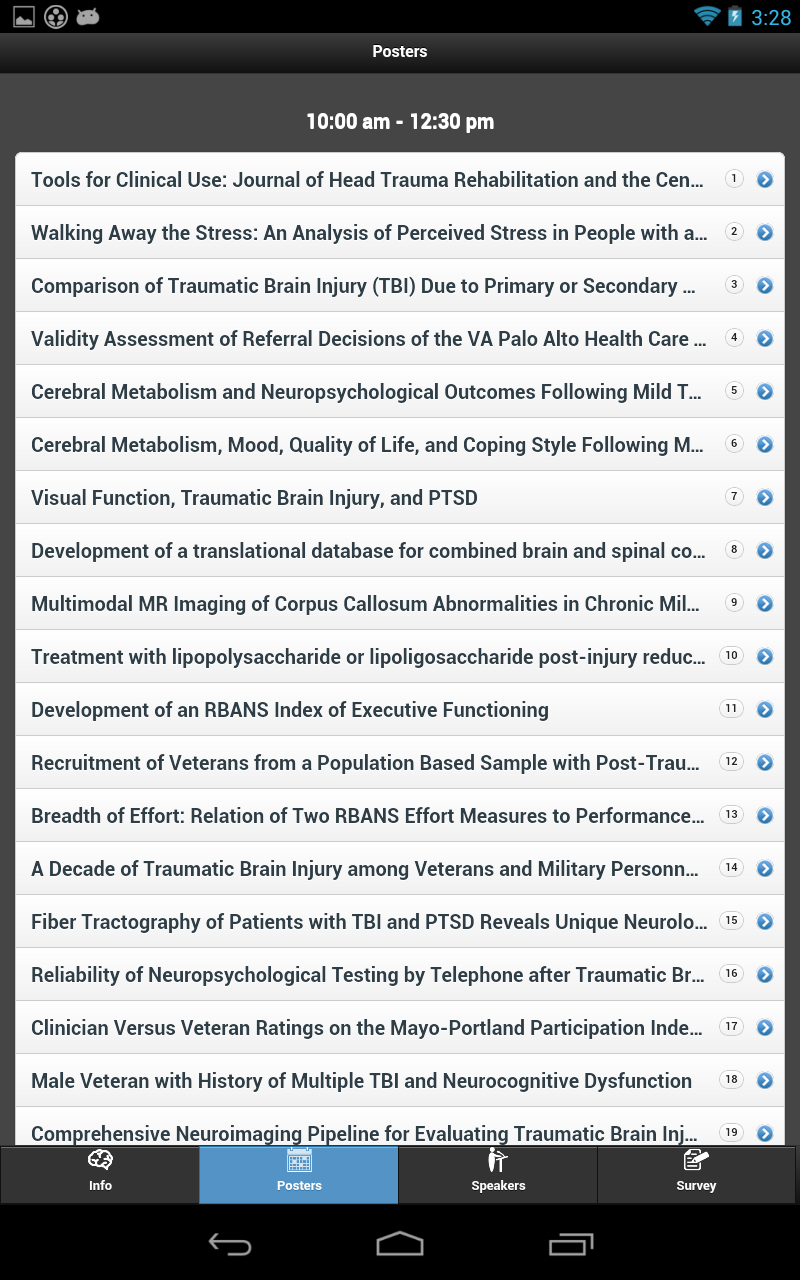 3:28
Posters
10:00 am - 12:30 pm
Tools for Clinical Use: Journal of Head Trauma Rehabilitation and the Cen... 1
Walking Away the Stress: An Analysis of Perceived Stress in People with a... 2
Comparison of Traumatic Brain Injury (TBI) Due to Primary or Secondary ... 3
Validity Assessment of Referral Decisions of the VA Palo Alto Health Care ... 4
Cerebral Metabolism and Neuropsychological Outcomes Following Mild T... 5
Cerebral Metabolism, Mood, Quality of Life, and Coping Style Following M... 6
Visual Function, Traumatic Brain Injury, and PTSD 7
Development of a translational database for combined brain and spinal co... 8
Multimodal MR Imaging of Corpus Callosum Abnormalities in Chronic Mil... 9
Treatment with lipopolysaccharide or lipoligosaccharide post-injury reduc... 10
Development of an RBANS Index of Executive Functioning 11
Recruitment of Veterans from a Population Based Sample with Post-Trau... 12
Breadth of Effort: Relation of Two RBANS Effort Measures to Performance... 13
A Decade of Traumatic Brain Injury among Veterans and Military Personn... 14
Fiber Tractography of Patients with TBI and PTSD Reveals Unique Neurolo... 15
Reliability of Neuropsychological Testing by Telephone after Traumatic Br... 16
Clinician Versus Veteran Ratings on the Mayo-Portland Participation Inde... 17
Male Veteran with History of Multiple TBI and Neurocognitive Dysfunction 18
Comprehensive Neuroimaging Pipeline for Evaluating Traumatic Brain Inj... 19
Info Posters Speakers Survey